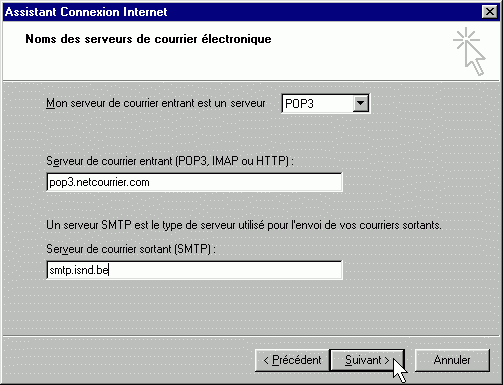 Assistant Connexion Internet
Noms des serveurs de courrier électronique
Mon serveur de courrier entrant est un serveur POP3
Serveur de courrier entrant (POP3, IMAP ou HTTP) :
pop3.netcourrier.com
Un serveur SMTP est le type de serveur utilisé pour l'envoi de vos courriers sortants.
Serveur de courrier sortant (SMTP) :
smtp.isnd.be
< Précédent Suivant > Annuler